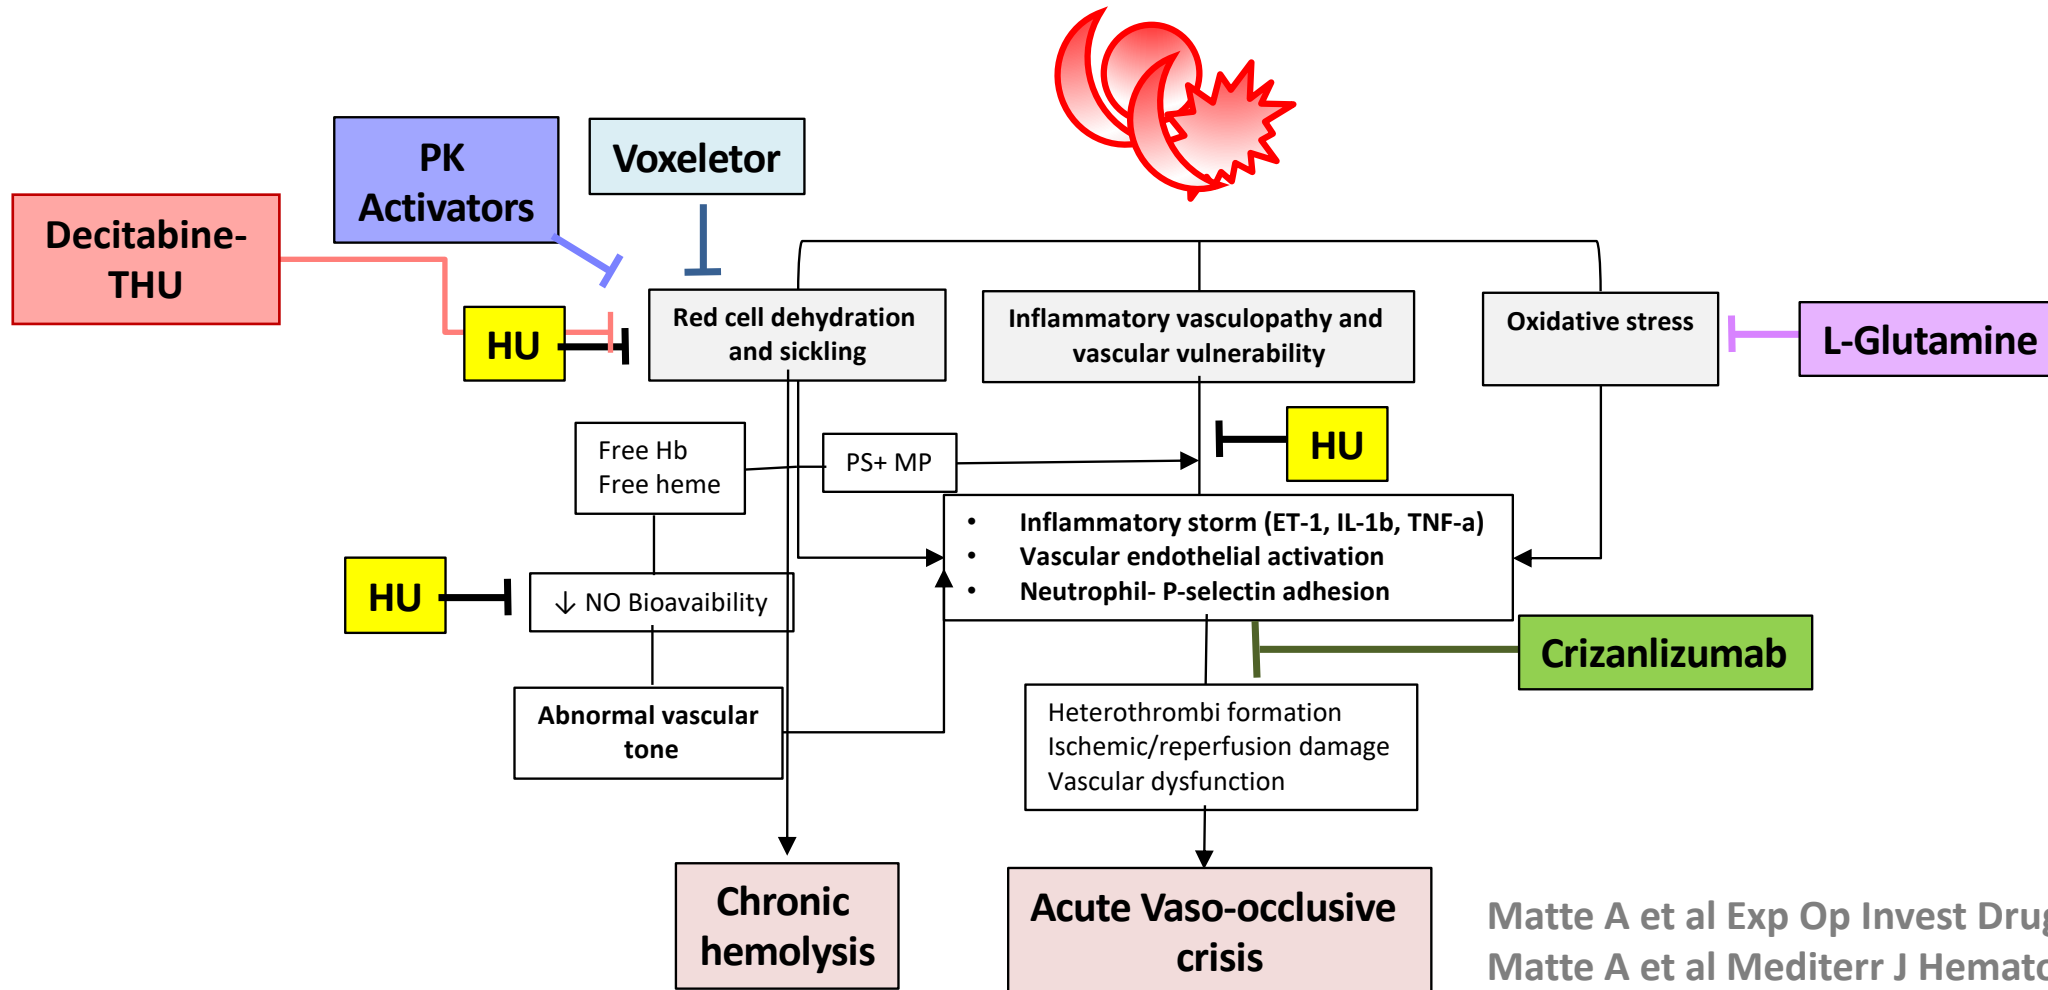 PK
Activators
Voxeletor
Decitabine-
THU
HU
Red cell dehydration
and sickling
Inflammatory vasculopathy and
vascular vulnerability
Oxidative stress
L-Glutamine
Free Hb
Free heme
PS+ MP
HU
• Inflammatory storm (ET-1, IL-1b, TNF-a)
• Vascular endothelial activation
• Neutrophil- P-selectin adhesion
HU
↓ NO Bioavaibility
Crizanlizumab
Abnormal vascular
tone
Heterothrombi formation
Ischemic/reperfusion damage
Vascular dysfunction
Chronic
hemolysis
Acute Vaso-occlusive
crisis
Matte A et al Exp Op Invest Drug
Matte A et al Mediterr J Hemato